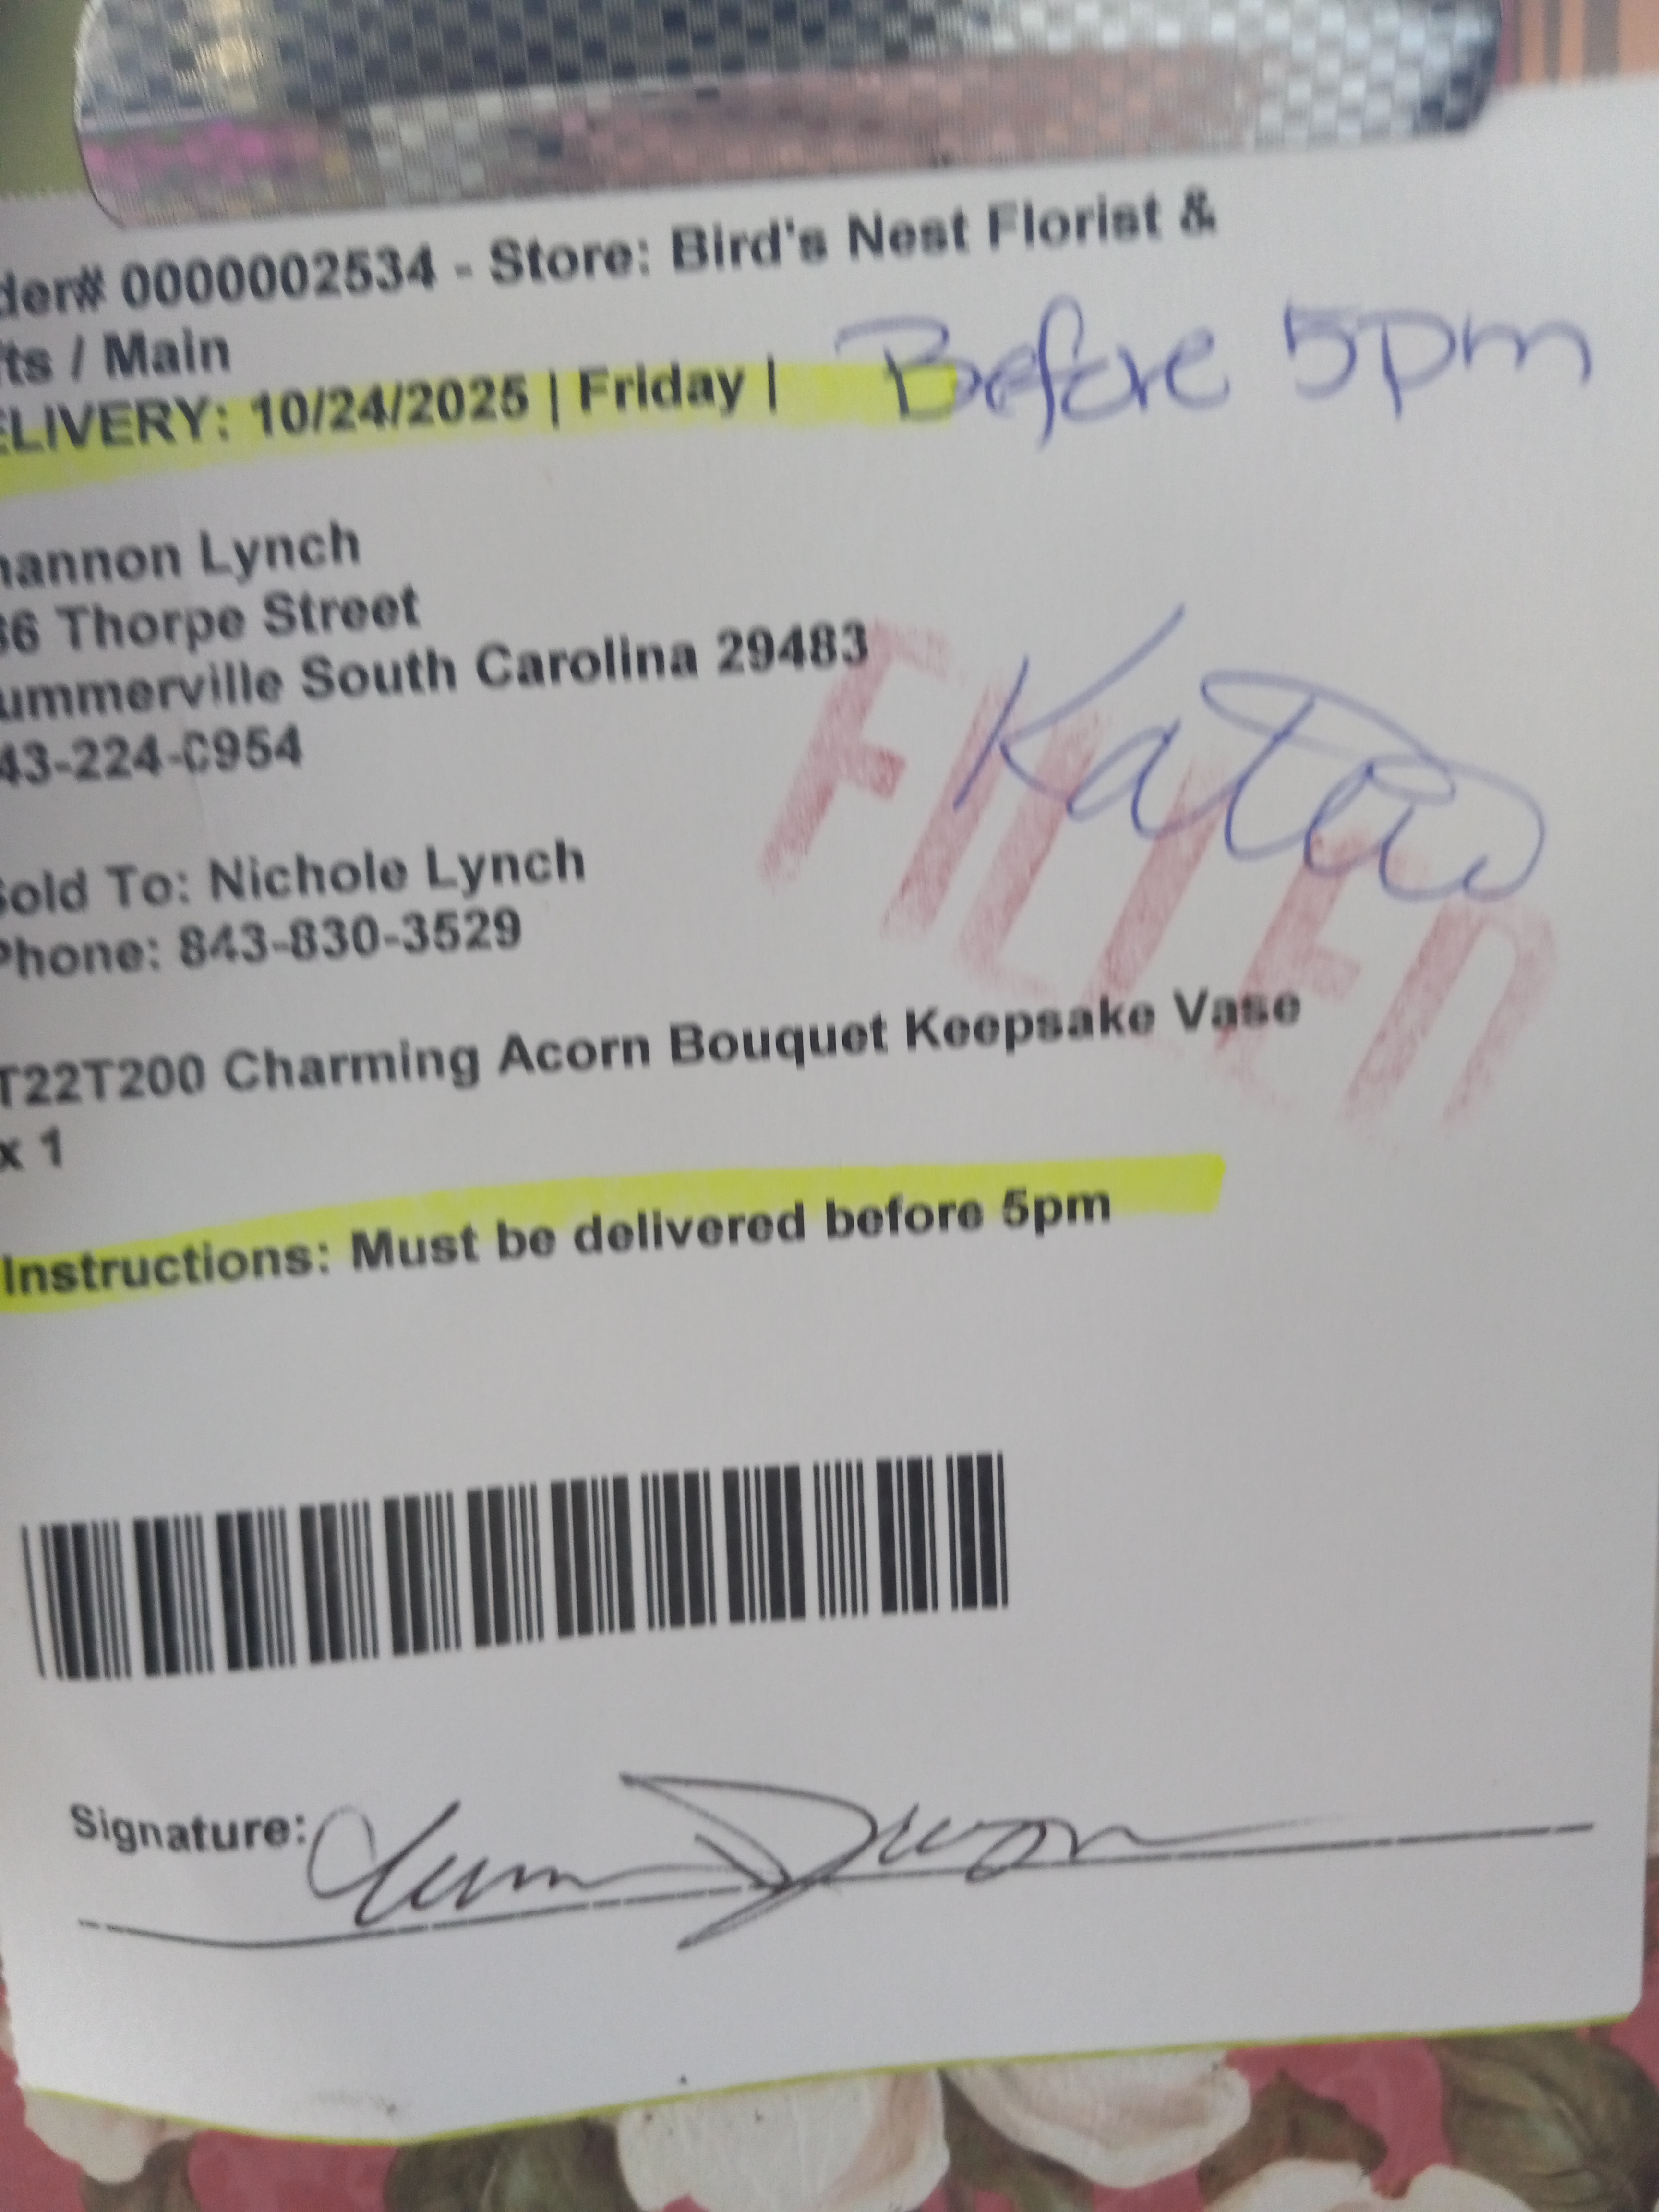 der# 0000002534 - Store: Bird's Nest Florist &
ts / Main
ELIVERY: 10/24/2025 | Friday | Before 5pm
hannon Lynch
36 Thorpe Street
ummerville South Carolina 29483
43-224-0954
Katie
FILLED
Sold To: Nichole Lynch
Phone: 843-830-3529
T22T200 Charming Acorn Bouquet Keepsake Vase
x 1
Instructions: Must be delivered before 5pm
Signature: